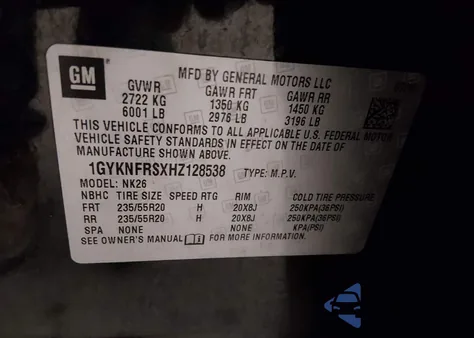 GM
MFD BY GENERAL MOTORS LLC
GVWR GAWR FRT GAWR RR
2722 KG 1350 KG 1450 KG
6001 LB 2976 LB 3196 LB
THIS VEHICLE CONFORMS TO ALL APPLICABLE U.S. FEDERAL MOTOR
VEHICLE SAFETY STANDARDS IN EFFECT ON THE DATE OF
MANUFACTURE SHOWN ABOVE.
1GYKNFRSXHZ128538 TYPE: M.P.V.
MODEL: NK26
NBHC TIRE SIZE SPEED RTG RIM COLD TIRE PRESSURE
FRT 235/55R20 H 20X8J 250KPA(36PSI)
RR 235/55R20 H 20X8J 250KPA(36PSI)
SPA NONE NONE KPA(PSI)
SEE OWNER'S MANUAL FOR MORE INFORMATION.